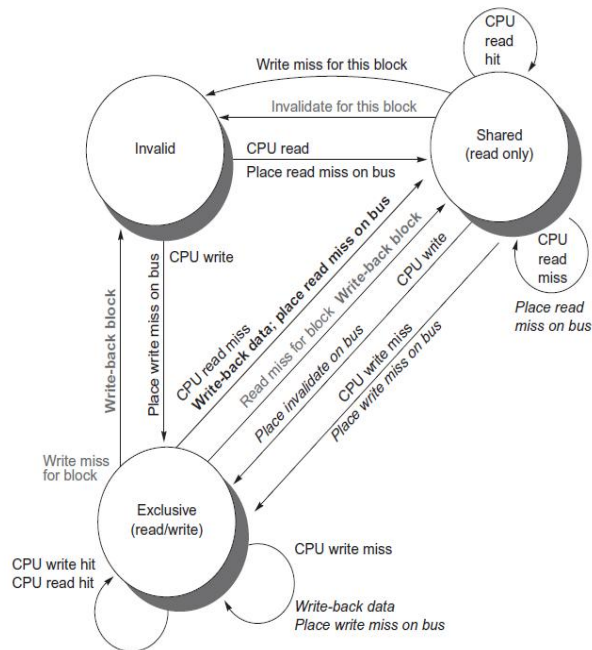 CPU
read
hit
Write miss for this block
Invalidate for this block
Invalid
CPU read
Place read miss on bus
Shared
(read only)
CPU
read
miss
Place read
miss on bus
CPU write
Place write miss on bus
Write-back block
Write miss
for block
CPU read miss
Write-back data; place read miss on bus
Read miss for block Write-back block
CPU write
Place invalidate on bus
CPU write miss
Place write miss on bus
Exclusive
(read/write)
CPU write hit
CPU read hit
CPU write miss
Write-back data
Place write miss on bus